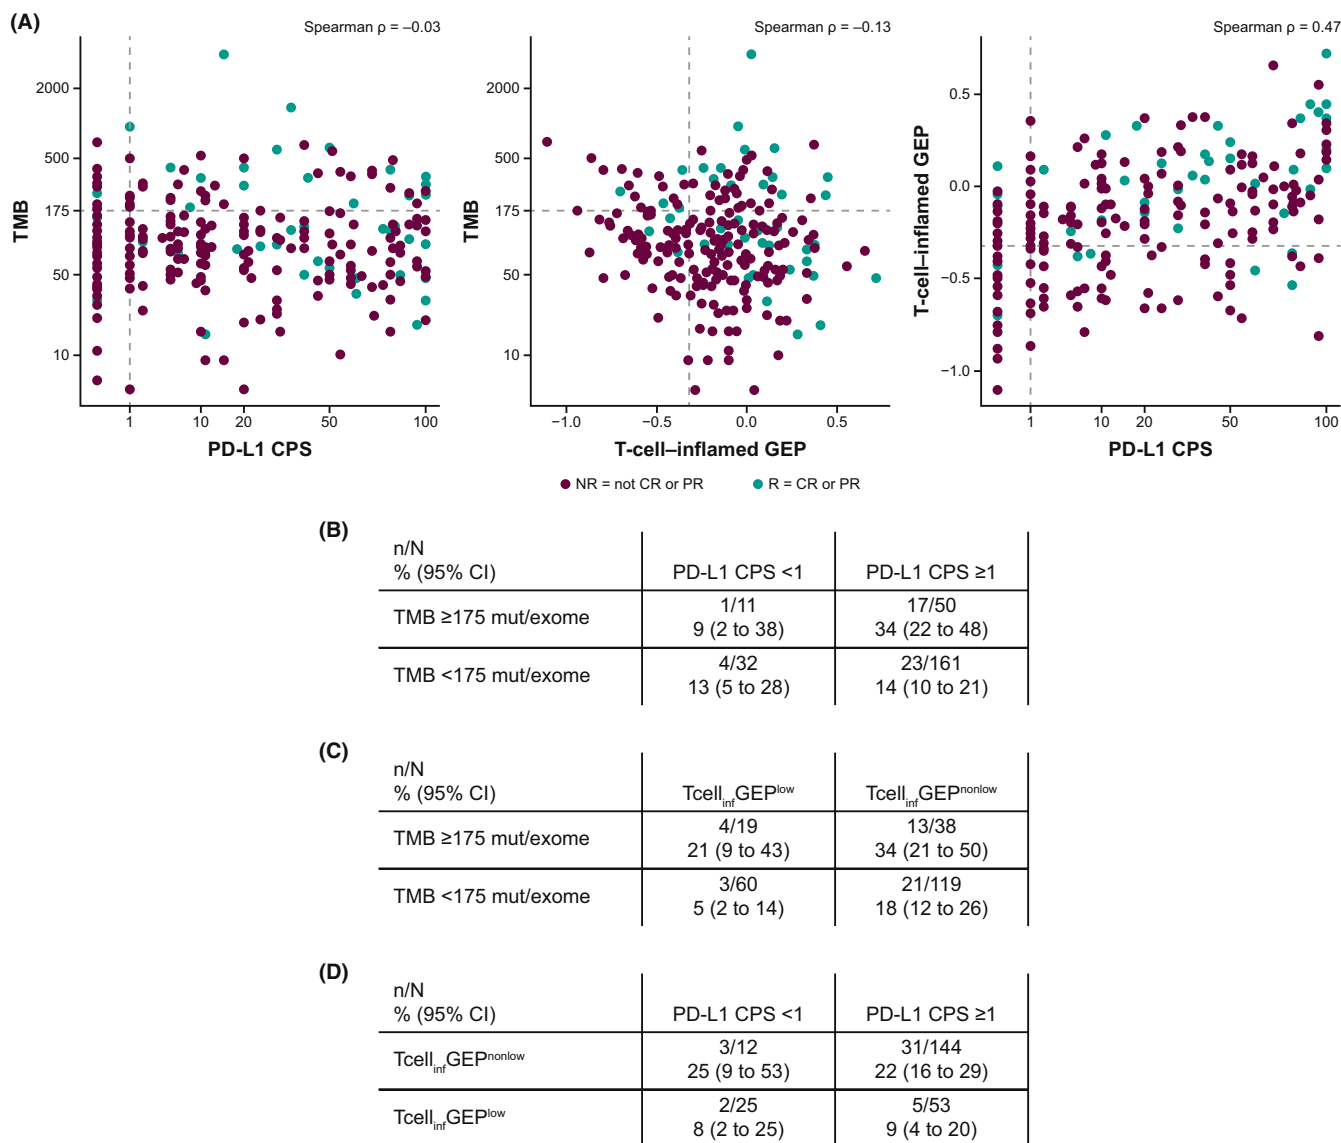 (A)
Spearman ρ = –0.03
Spearman ρ = –0.13
Spearman ρ = 0.47
TMB
2000
500
175
50
10
1
10
20
50
100
PD-L1 CPS
TMB
2000
500
175
50
10
−1.0
−0.5
0.0
0.5
T-cell–inflamed GEP
T-cell–inflamed GEP
0.5
0.0
−0.5
−1.0
1
10
20
50
100
PD-L1 CPS
NR = not CR or PR
R = CR or PR
(B)
n/N
% (95% CI)
PD-L1 CPS <1
PD-L1 CPS ≥1
TMB ≥175 mut/exome
1/11
9 (2 to 38)
17/50
34 (22 to 48)
TMB <175 mut/exome
4/32
13 (5 to 28)
23/161
14 (10 to 21)
(C)
n/N
% (95% CI)
TcellinfGEPlow
TcellinfGEPnonlow
TMB ≥175 mut/exome
4/19
21 (9 to 43)
13/38
34 (21 to 50)
TMB <175 mut/exome
3/60
5 (2 to 14)
21/119
18 (12 to 26)
(D)
n/N
% (95% CI)
PD-L1 CPS <1
PD-L1 CPS ≥1
TcellinfGEPnonlow
3/12
25 (9 to 53)
31/144
22 (16 to 29)
TcellinfGEPlow
2/25
8 (2 to 25)
5/53
9 (4 to 20)